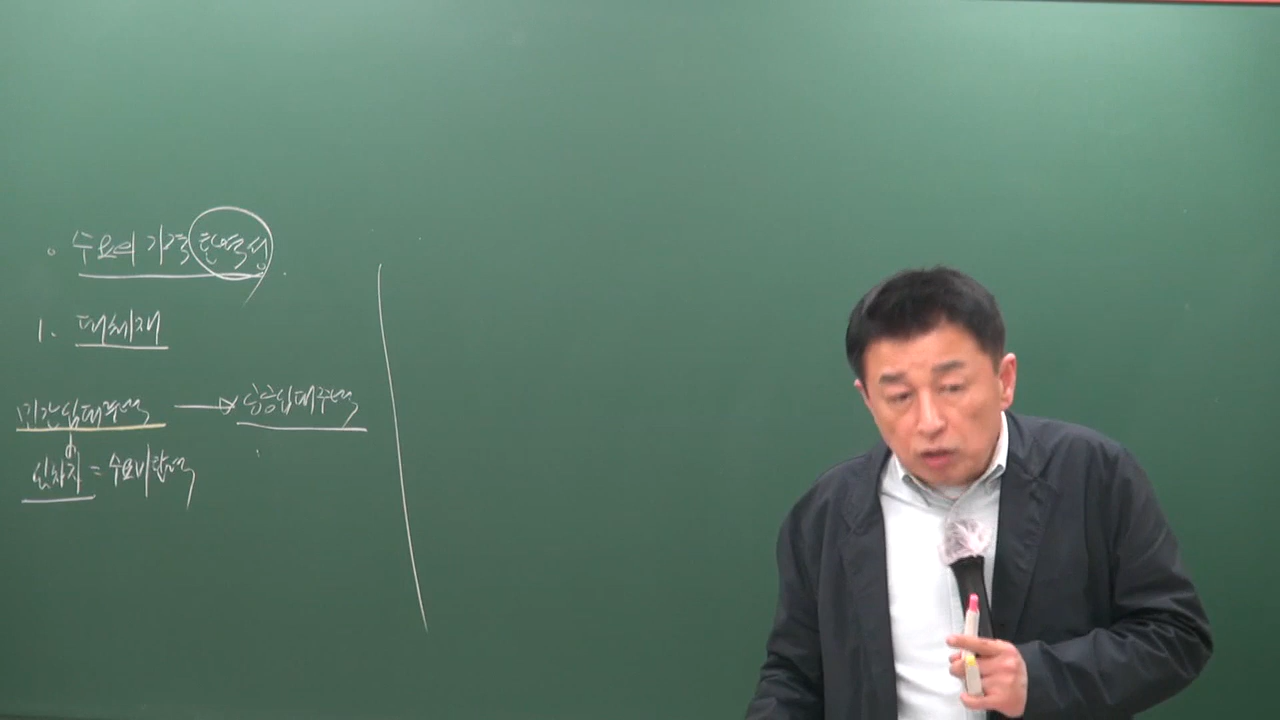 ◦ 수요의 가격탄력성
1. 대체재
민간임대주택 → 공공임대주택
↓
임차자 = 수요비탄력